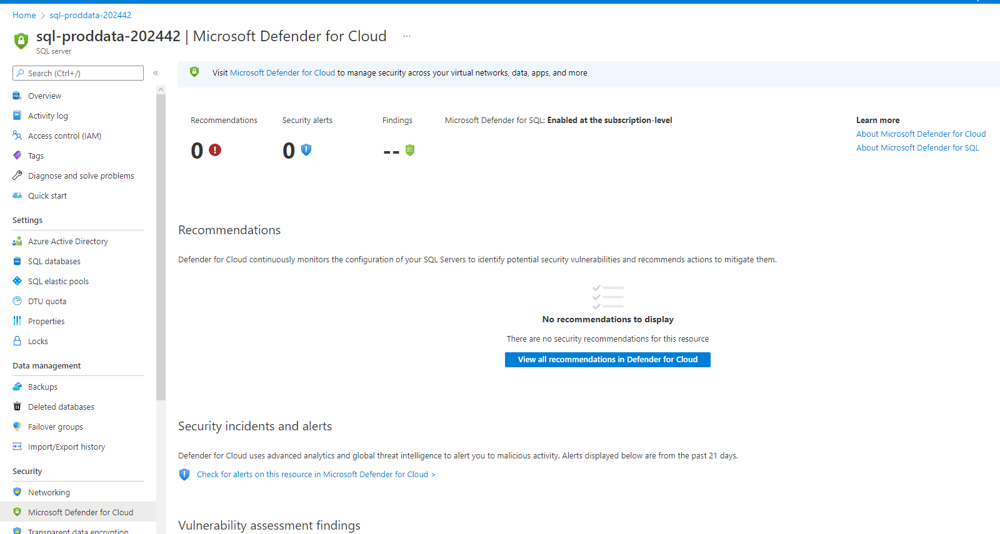 Home > sql-proddata-202442
sql-proddata-202442 | Microsoft Defender for Cloud ...
SQL server
Search (Ctrl+/) «
Overview
Activity log
Access control (IAM)
Tags
Diagnose and solve problems
Quick start
Settings
Azure Active Directory
SQL databases
SQL elastic pools
DTU quota
Properties
Locks
Data management
Backups
Deleted databases
Failover groups
Import/Export history
Security
Networking
Microsoft Defender for Cloud
Transparent data encryption
Visit Microsoft Defender for Cloud to manage security across your virtual networks, data, apps, and more
Recommendations
0
Security alerts
0
Findings
--
Microsoft Defender for SQL: Enabled at the subscription-level
Learn more
About Microsoft Defender for Cloud
About Microsoft Defender for SQL
Recommendations
Defender for Cloud continuously monitors the configuration of your SQL Servers to identify potential security vulnerabilities and recommends actions to mitigate them.
No recommendations to display
There are no security recommendations for this resource
View all recommendations in Defender for Cloud
Security incidents and alerts
Defender for Cloud uses advanced analytics and global threat intelligence to alert you to malicious activity. Alerts displayed below are from the past 21 days.
Check for alerts on this resource in Microsoft Defender for Cloud >
Vulnerability assessment findings